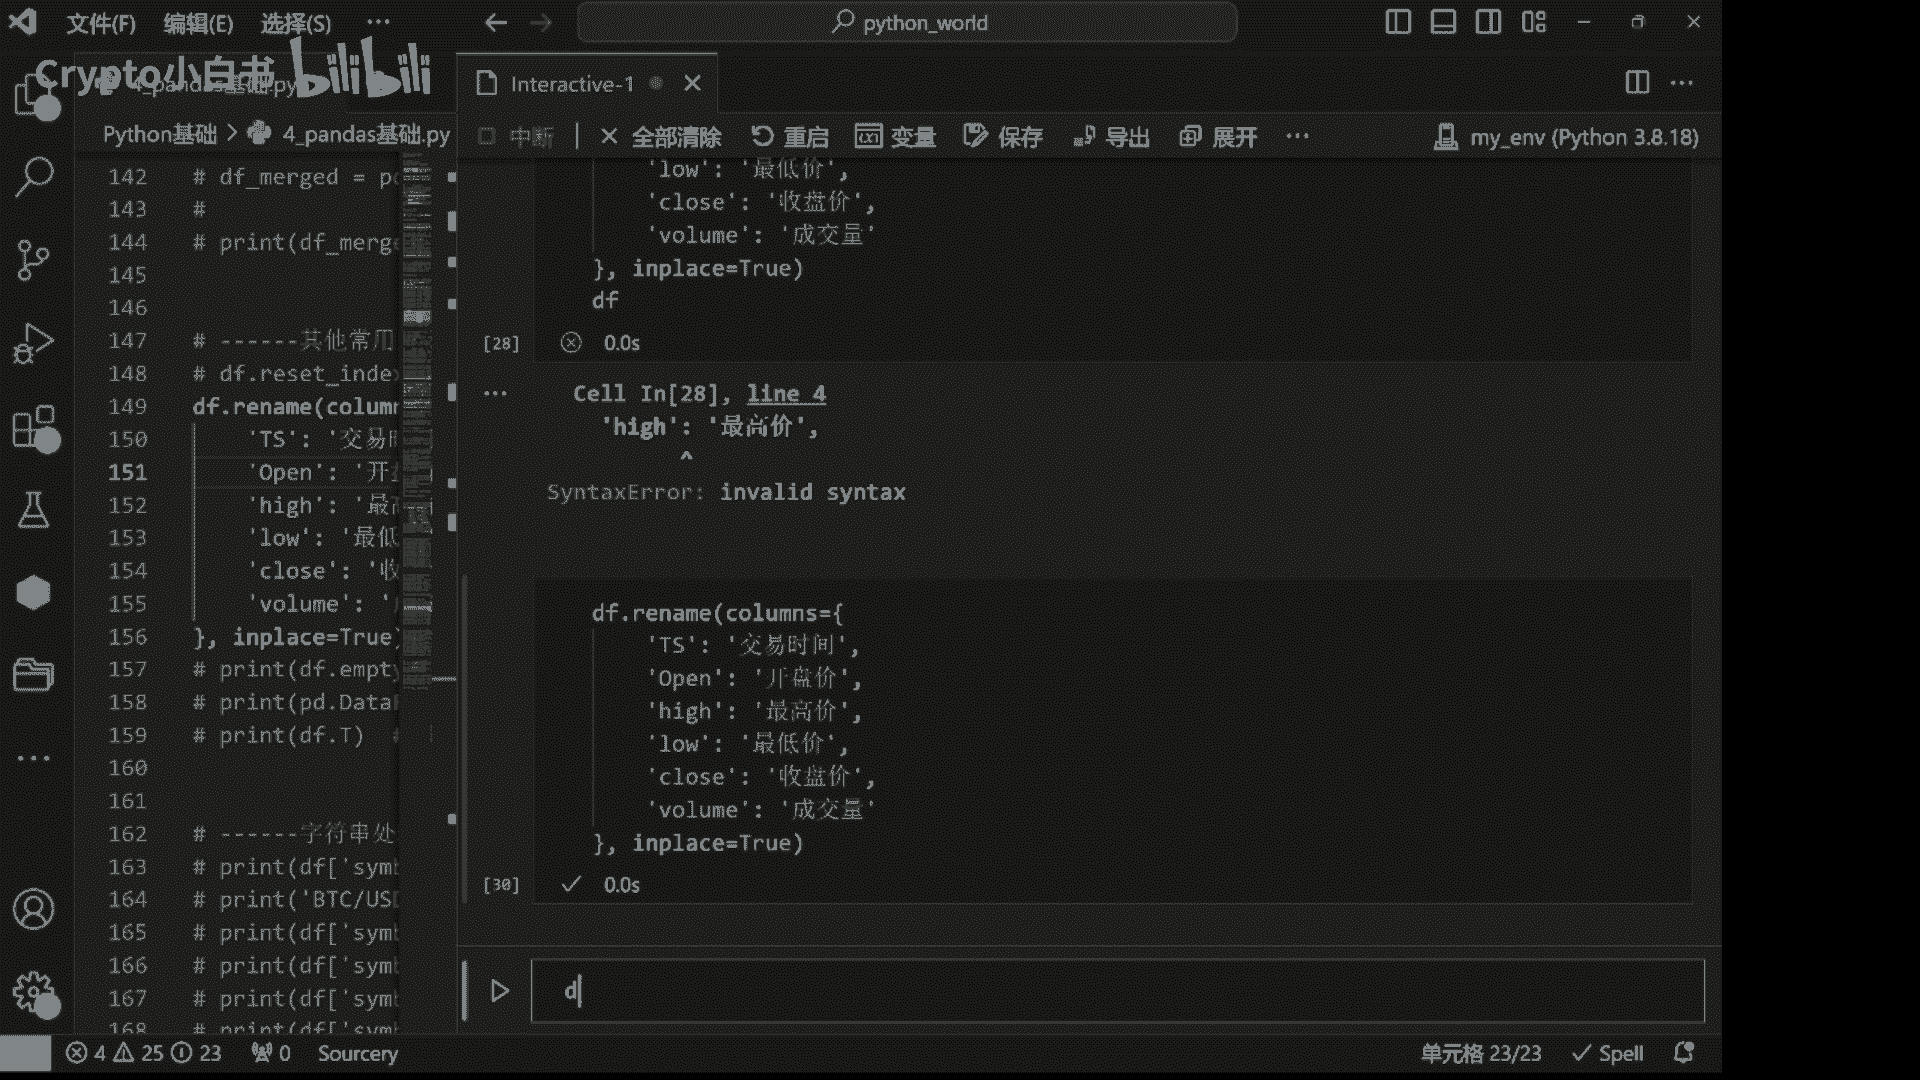 文件(F) 编辑(E) 选择(S) ··· python_world
Crypto小白书 bilibili
4_pandas基础.py
Interactive-1
Python基础 > 4_pandas基础.py
中断 | 全部清除 重启 变量 保存 导出 展开 ··· my_env (Python 3.8.18)
142 # df_merged = p
143 #
144 # print(df_merg
145
146
147 # ------其他常用
148 # df.reset_inde
149 df.rename(colum
150 'TS': '交易
151 'Open': '开
152 'high': '最
153 'low': '最低
154 'close': '收
155 'volume': '
156 }, inplace=True)
157 # print(df.empt
158 # print(pd.Data
159 # print(df.T) #
160
161
162 # ------字符串处
163 # print(df['sym
164 # print('BTC/US
165 # print(df['sym
166 # print(df['sym
167 # print(df['sym
168 # print(df['sym
'low': '最低价',
'close': '收盘价',
'volume': '成交量'
}, inplace=True)
df
[28] 0.0s
Cell In[28], line 4
'high': '最高价',
^
SyntaxError: invalid syntax
df.rename(columns={
'TS': '交易时间',
'Open': '开盘价',
'high': '最高价',
'low': '最低价',
'close': '收盘价',
'volume': '成交量'
}, inplace=True)
[30] 0.0s
d
4 25 23 0 Sourcery 单元格 23/23 Spell